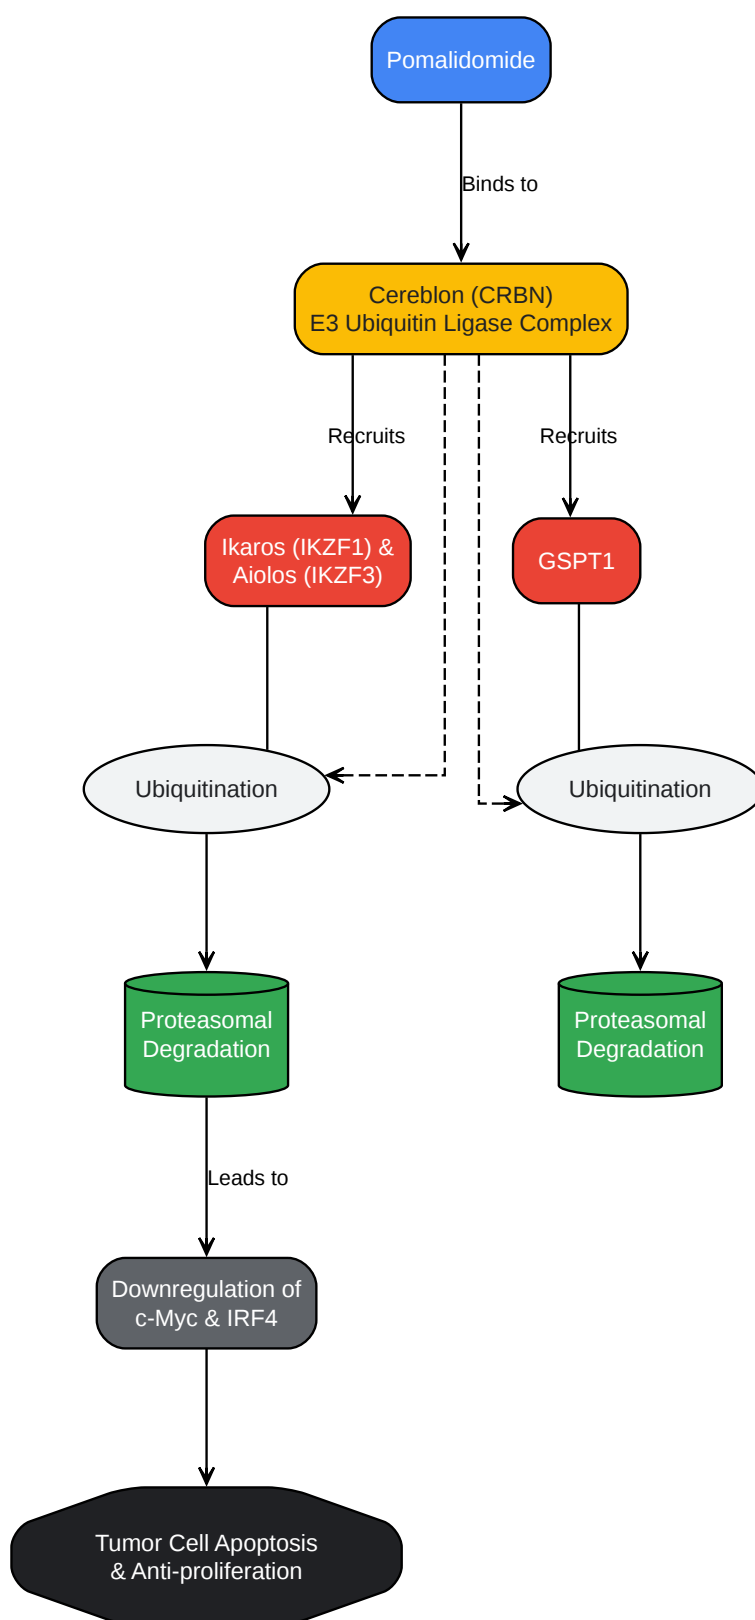 Pomalidomide
Binds to
Cereblon (CRBN)
E3 Ubiquitin Ligase Complex
Recruits
Recruits
Ikaros (IKZF1) &
Aiolos (IKZF3)
GSPT1
Ubiquitination
Ubiquitination
Proteasomal
Degradation
Proteasomal
Degradation
Leads to
Downregulation of
c-Myc & IRF4
Tumor Cell Apoptosis
& Anti-proliferation